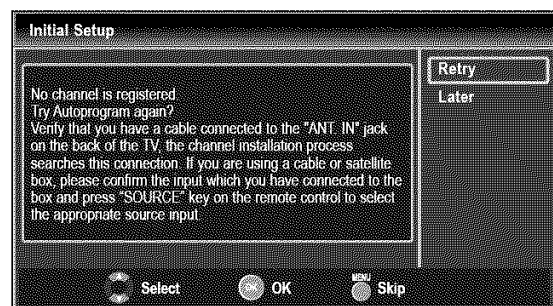 Initial Setup
No channel is registered
Try Autoprogram again?
Verify that you have a cable connected to the "ANT. IN" jack
on the back of the TV, the channel installation process
searches this connection. If you are using a cable or satellite
box, please confirm the input which you have connected to the
box and press "SOURCE" key on the remote control to select
the appropriate source input.
Retry
Later
Select
OK
OK
MENU
Skip